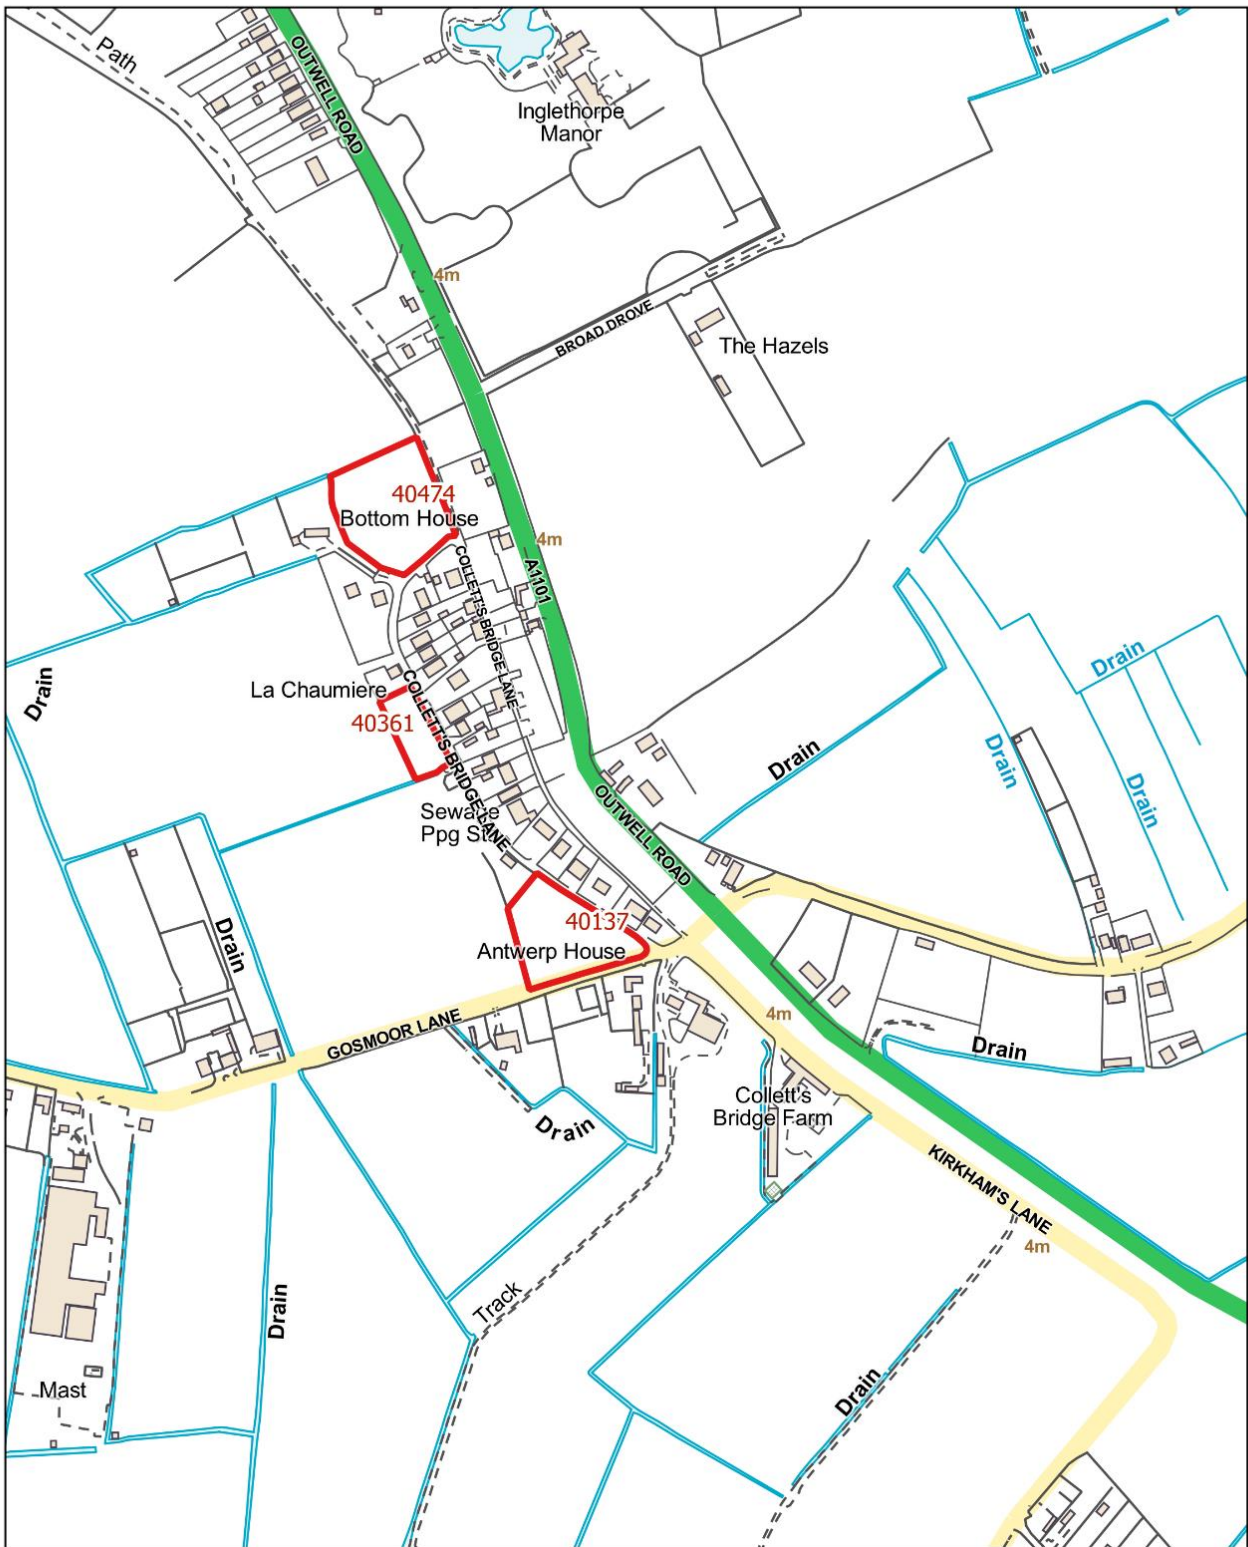 Path
OUTWELL ROAD
Inglethorpe
Manor
4m
BROAD DROVE
The Hazels
40474
Bottom House
4m
A1101
COLLETT'S BRIDGE LANE
Drain
La Chaumiere
40361
COLLETT'S BRIDGE LANE
Drain
Drain
Drain
Drain
OUTWELL ROAD
Sewage
Ppg Stn
40137
Antwerp House
Drain
GOSMOOR LANE
4m
Drain
Collett's
Bridge Farm
Drain
KIRKHAM'S LANE
4m
Track
Drain
Drain
Mast